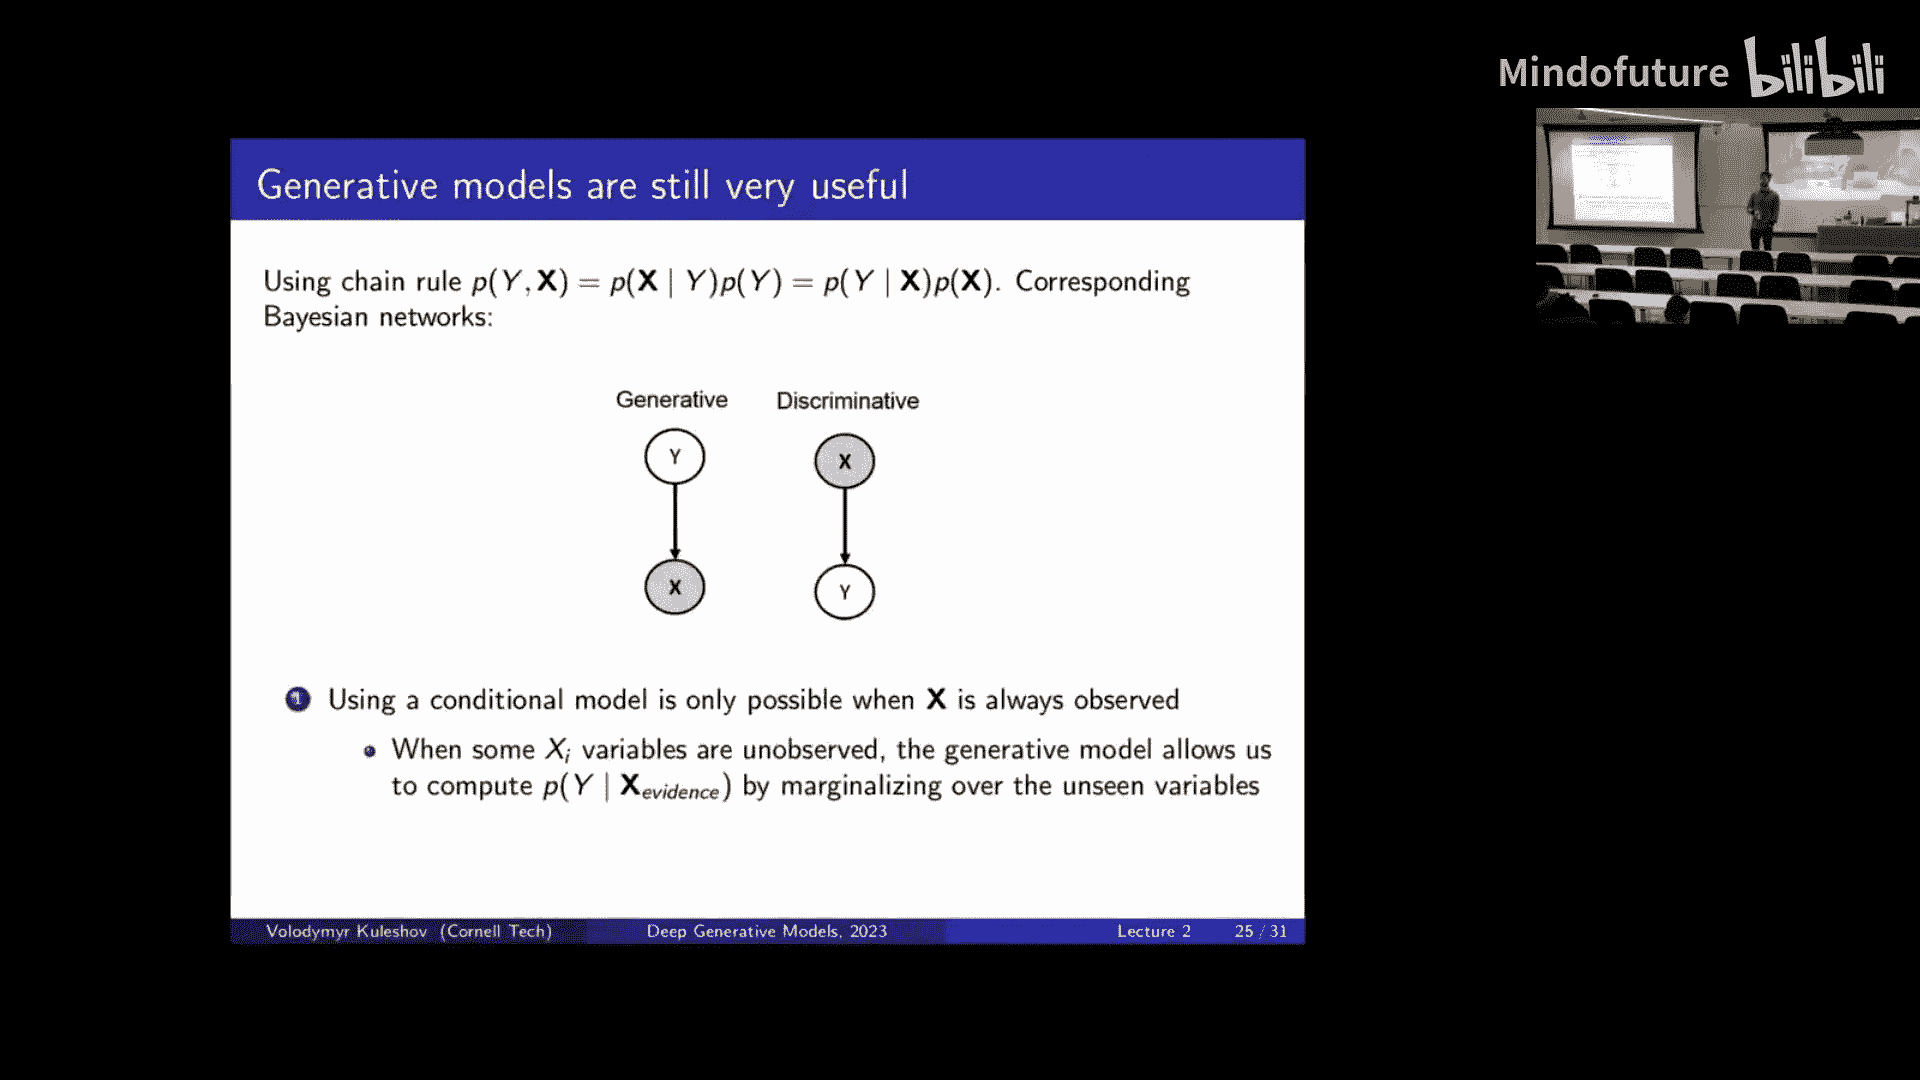 Mindofuture bilibili
Generative models are still very useful
Using chain rule p(Y, X) = p(X | Y)p(Y) = p(Y | X)p(X). Corresponding
Bayesian networks:
Generative Discriminative
Y X
X Y
1 Using a conditional model is only possible when X is always observed
• When some Xi variables are unobserved, the generative model allows us
to compute p(Y | Xevidence) by marginalizing over the unseen variables
Volodymyr Kuleshov (Cornell Tech) Deep Generative Models, 2023 Lecture 2 25 / 31